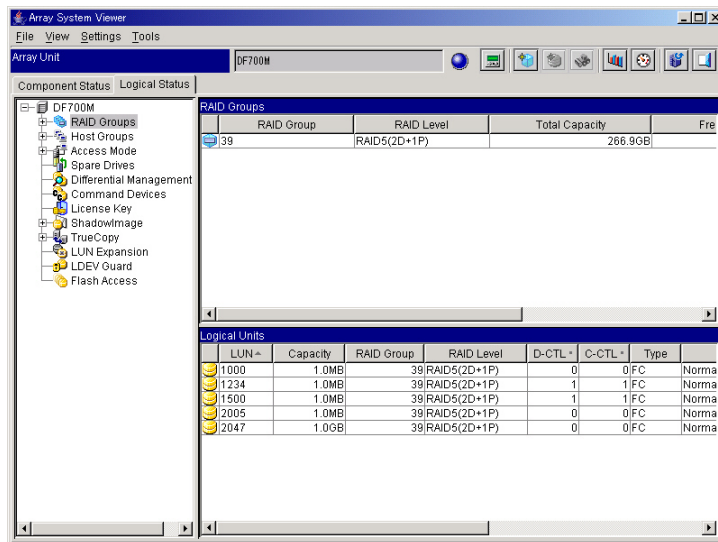 Array System Viewer
File View Settings Tools
Array Unit DF700M
Component Status Logical Status
DF700M
RAID Groups
Host Groups
Access Mode
Spare Drives
Differential Management
Command Devices
License Key
ShadowImage
TrueCopy
LUN Expansion
LDEV Guard
Flash Access
RAID Groups
RAID Group RAID Level Total Capacity Fre
39 RAID5(2D+1P) 266.9GB
Logical Units
LUN Capacity RAID Group RAID Level D-CTL * C-CTL * Type
1000 1.0MB 39 RAID5(2D+1P) 0 0 FC Norma
1234 1.0MB 39 RAID5(2D+1P) 1 1 FC Norma
1500 1.0MB 39 RAID5(2D+1P) 1 1 FC Norma
2005 1.0MB 39 RAID5(2D+1P) 0 0 FC Norma
2047 1.0GB 39 RAID5(2D+1P) 0 0 FC Norma